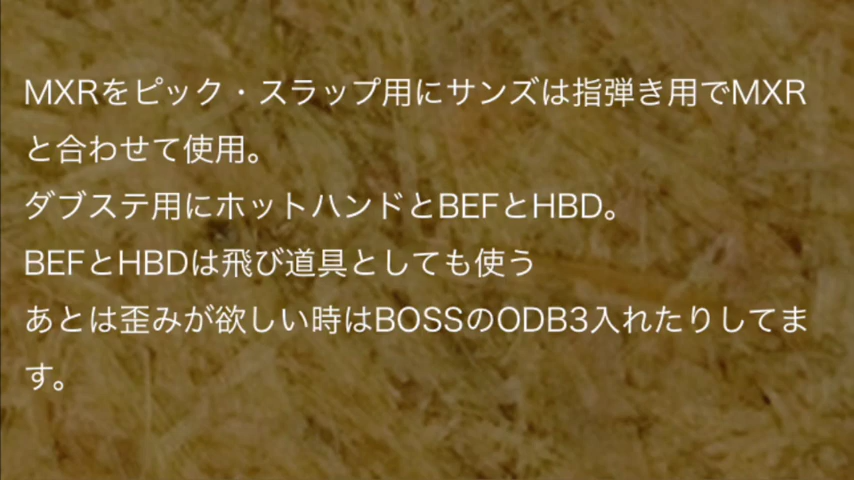 MXRをピック・スラップ用にサンズは指弾き用でMXR
と合わせて使用。
ダブステ用にホットハンドとBEFとHBD。
BEFとHBDは飛び道具としても使う
あとは歪みが欲しい時はBOSSのODB3入れたりしてま
す。